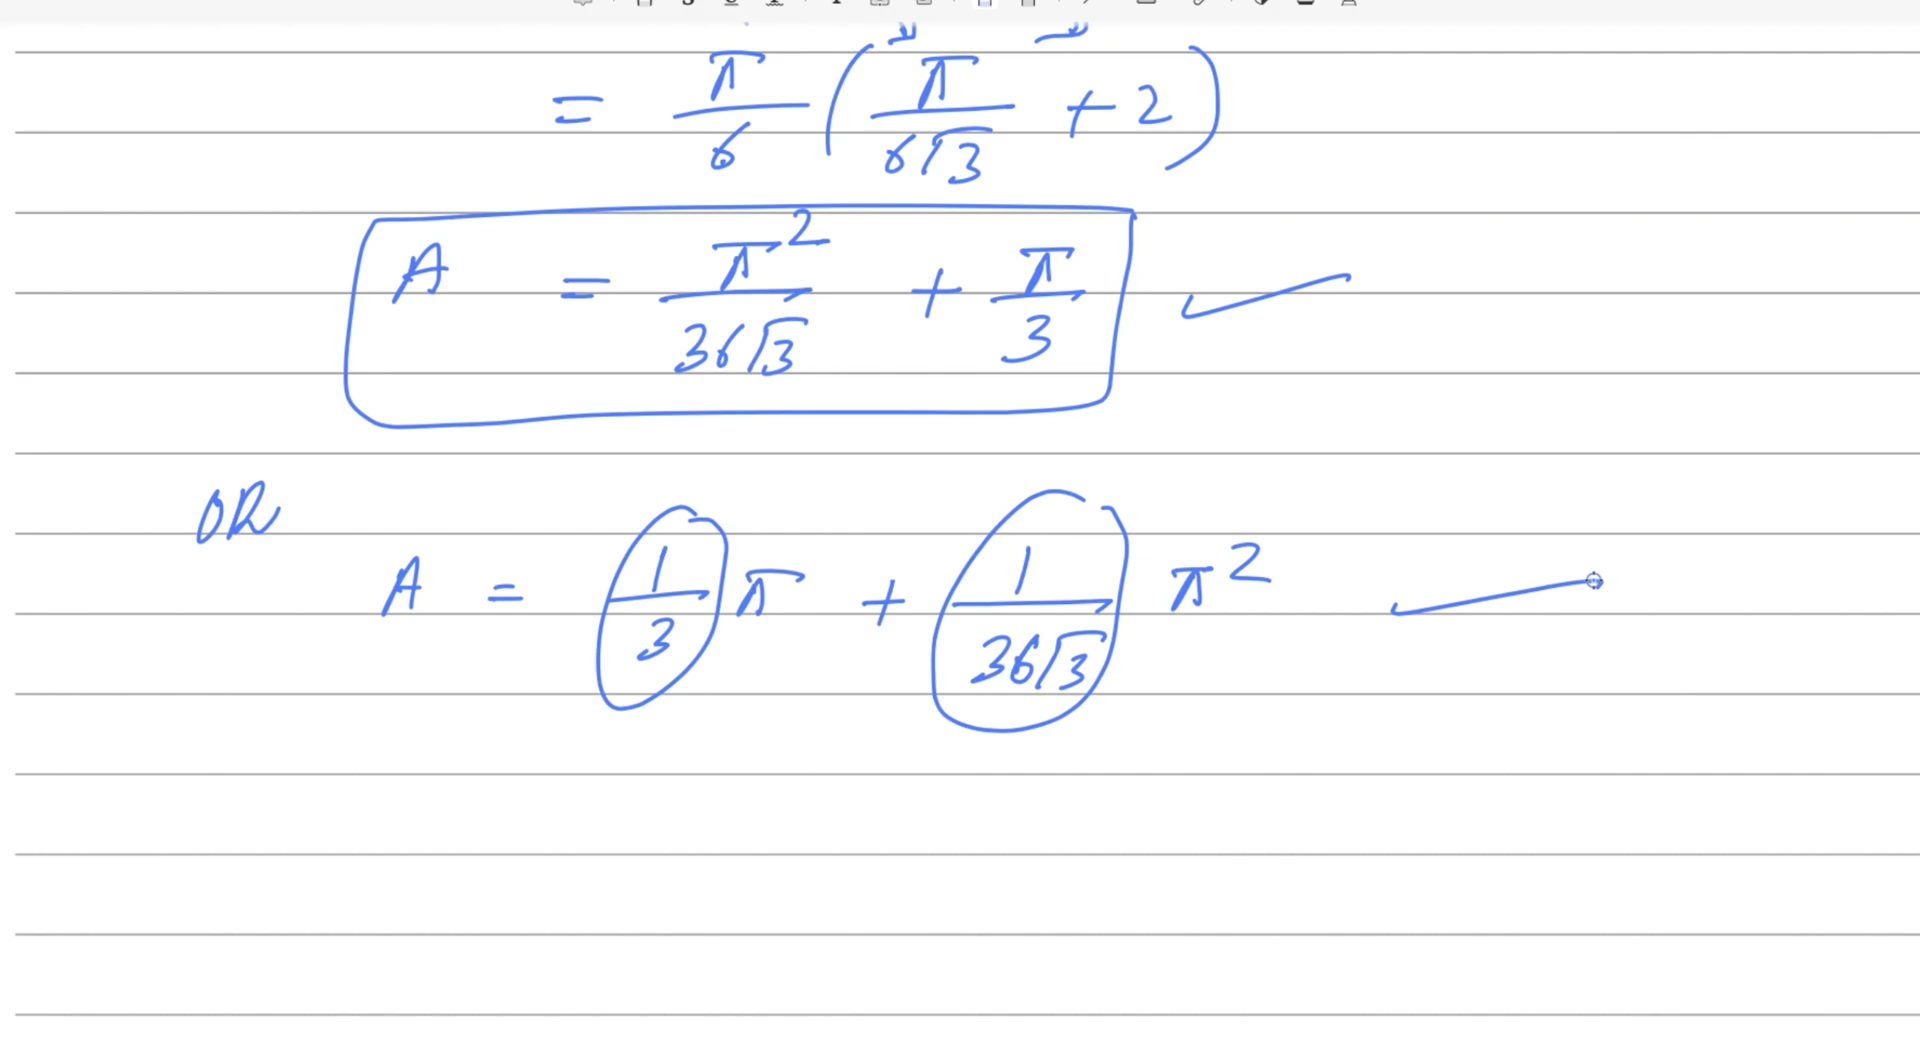 = π/6 (π/6√3 + 2)
A = π²/36√3 + π/3
OR
A = 1/3 π + 1/36√3 π²